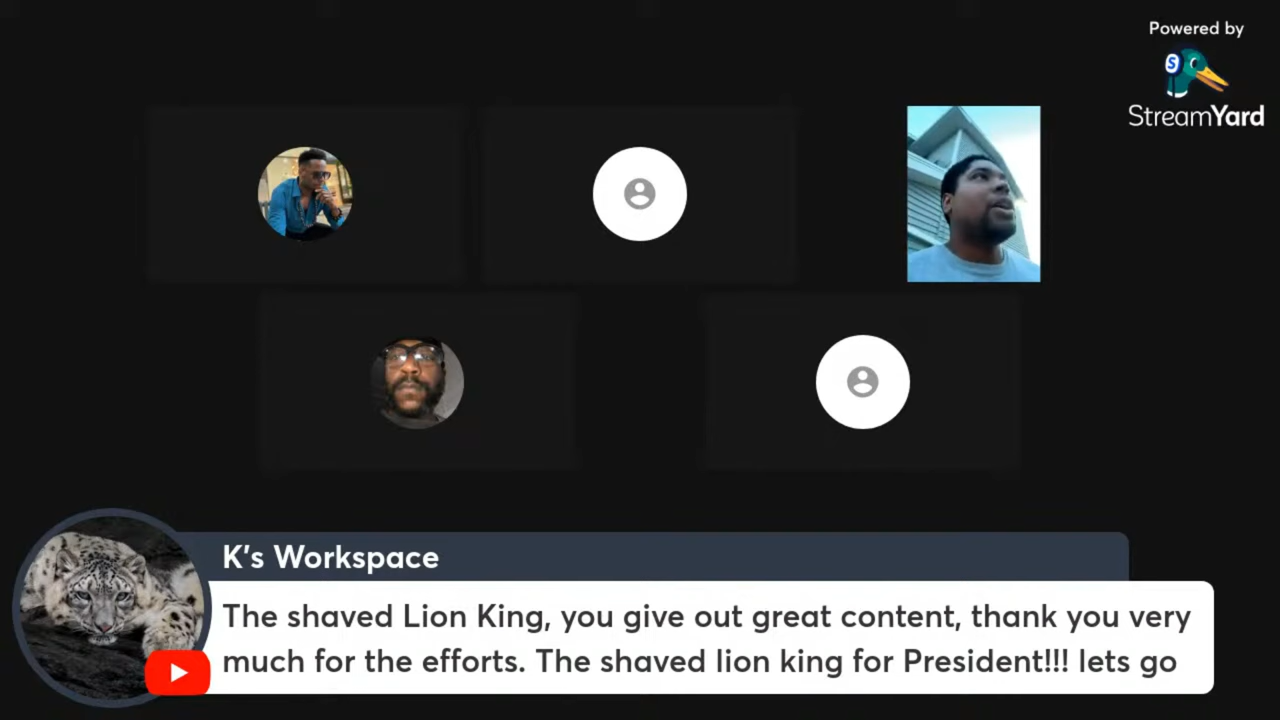 Powered by
S
StreamYard
K's Workspace
The shaved Lion King, you give out great content, thank you very
much for the efforts. The shaved lion king for President!!! lets go